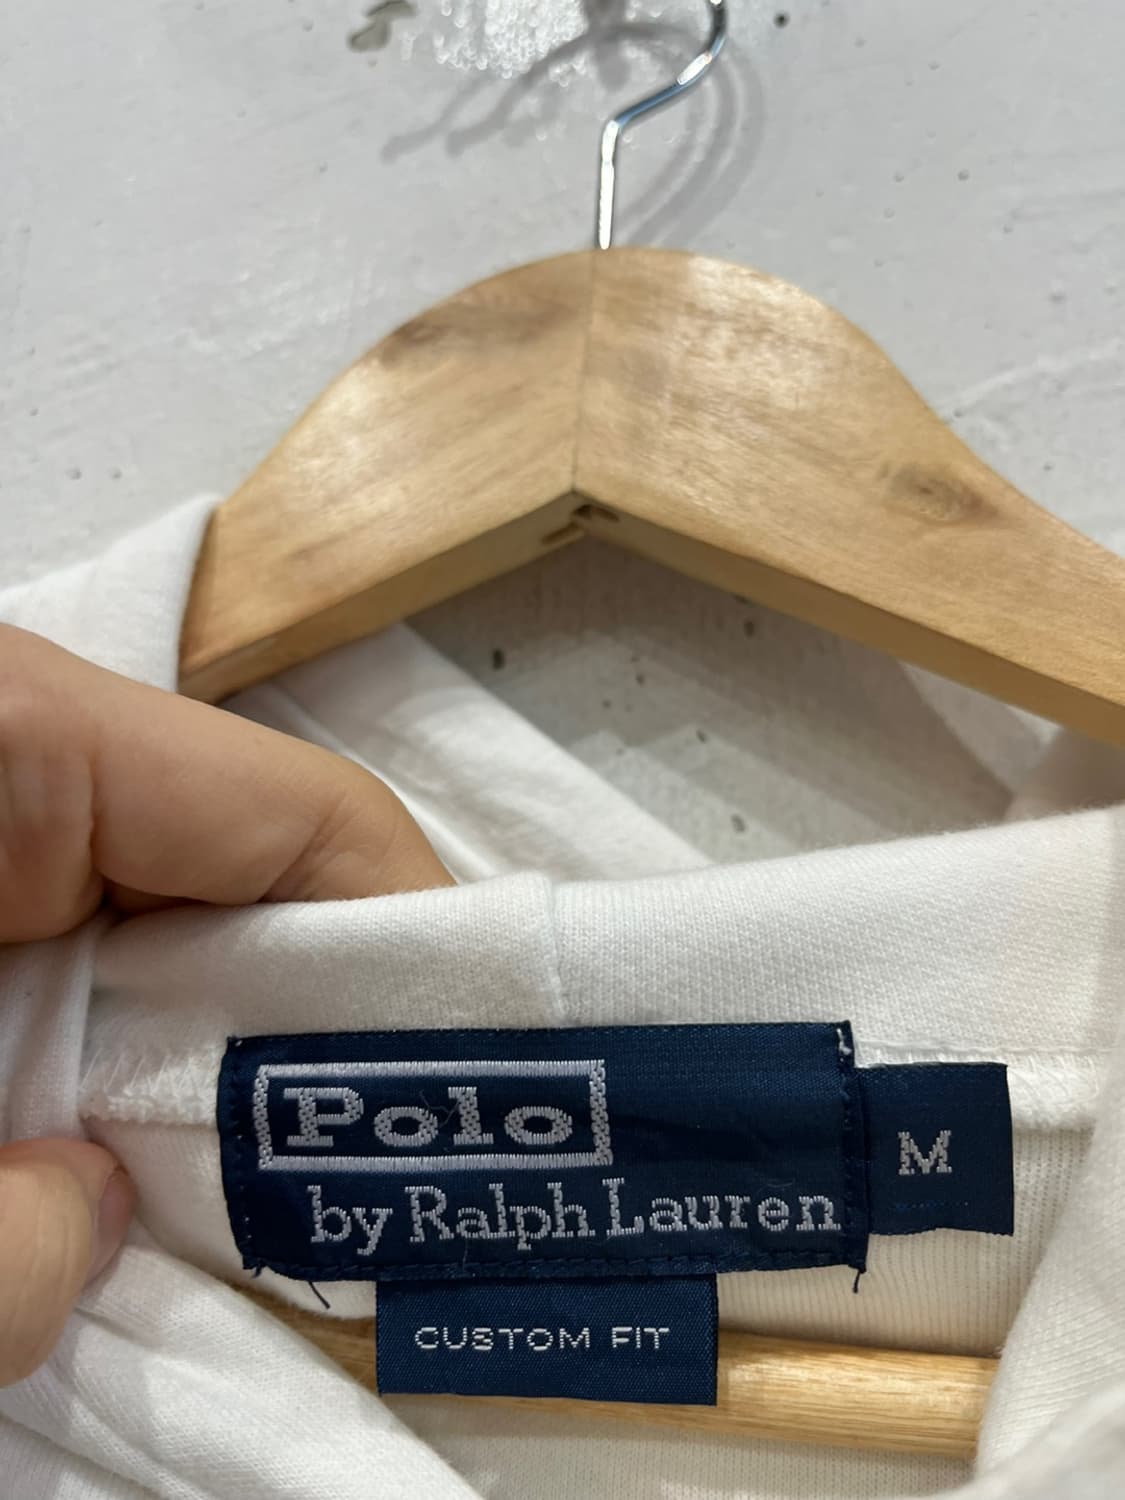 Polo
by Ralph Lauren
M
CUSTOM FIT